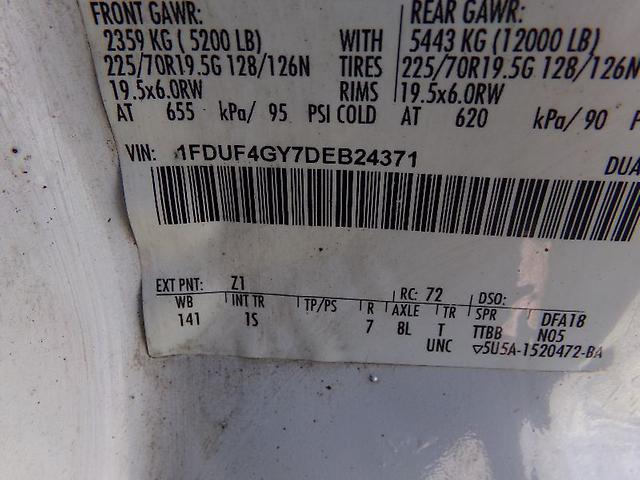 FRONT GAWR: REAR GAWR:
2359 KG ( 5200 LB) WITH 5443 KG (12000 LB)
225/70R19.5G 128/126N TIRES 225/70R19.5G 128/126N
19.5x6.0RW RIMS 19.5x6.0RW
AT 655 kPa/ 95 PSI COLD AT 620 kPa/ 90 P
VIN: 1FDUF4GY7DEB24371 DUA
EXT PNT: Z1 RC: 72 DSO:
WB INT TR TP/PS R AXLE TR SPR DFA18
141 1S 7 8L T TTBB N05
UNC ▽5U5A-1520472-BA